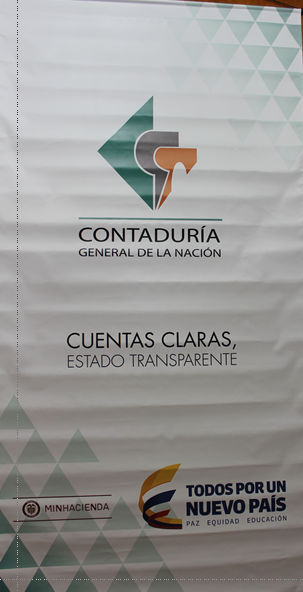 CONTADURÍA
GENERAL DE LA NACIÓN
CUENTAS CLARAS,
ESTADO TRANSPARENTE
MINHACIENDA
TODOS POR UN
NUEVO PAÍS
PAZ EQUIDAD EDUCACIÓN